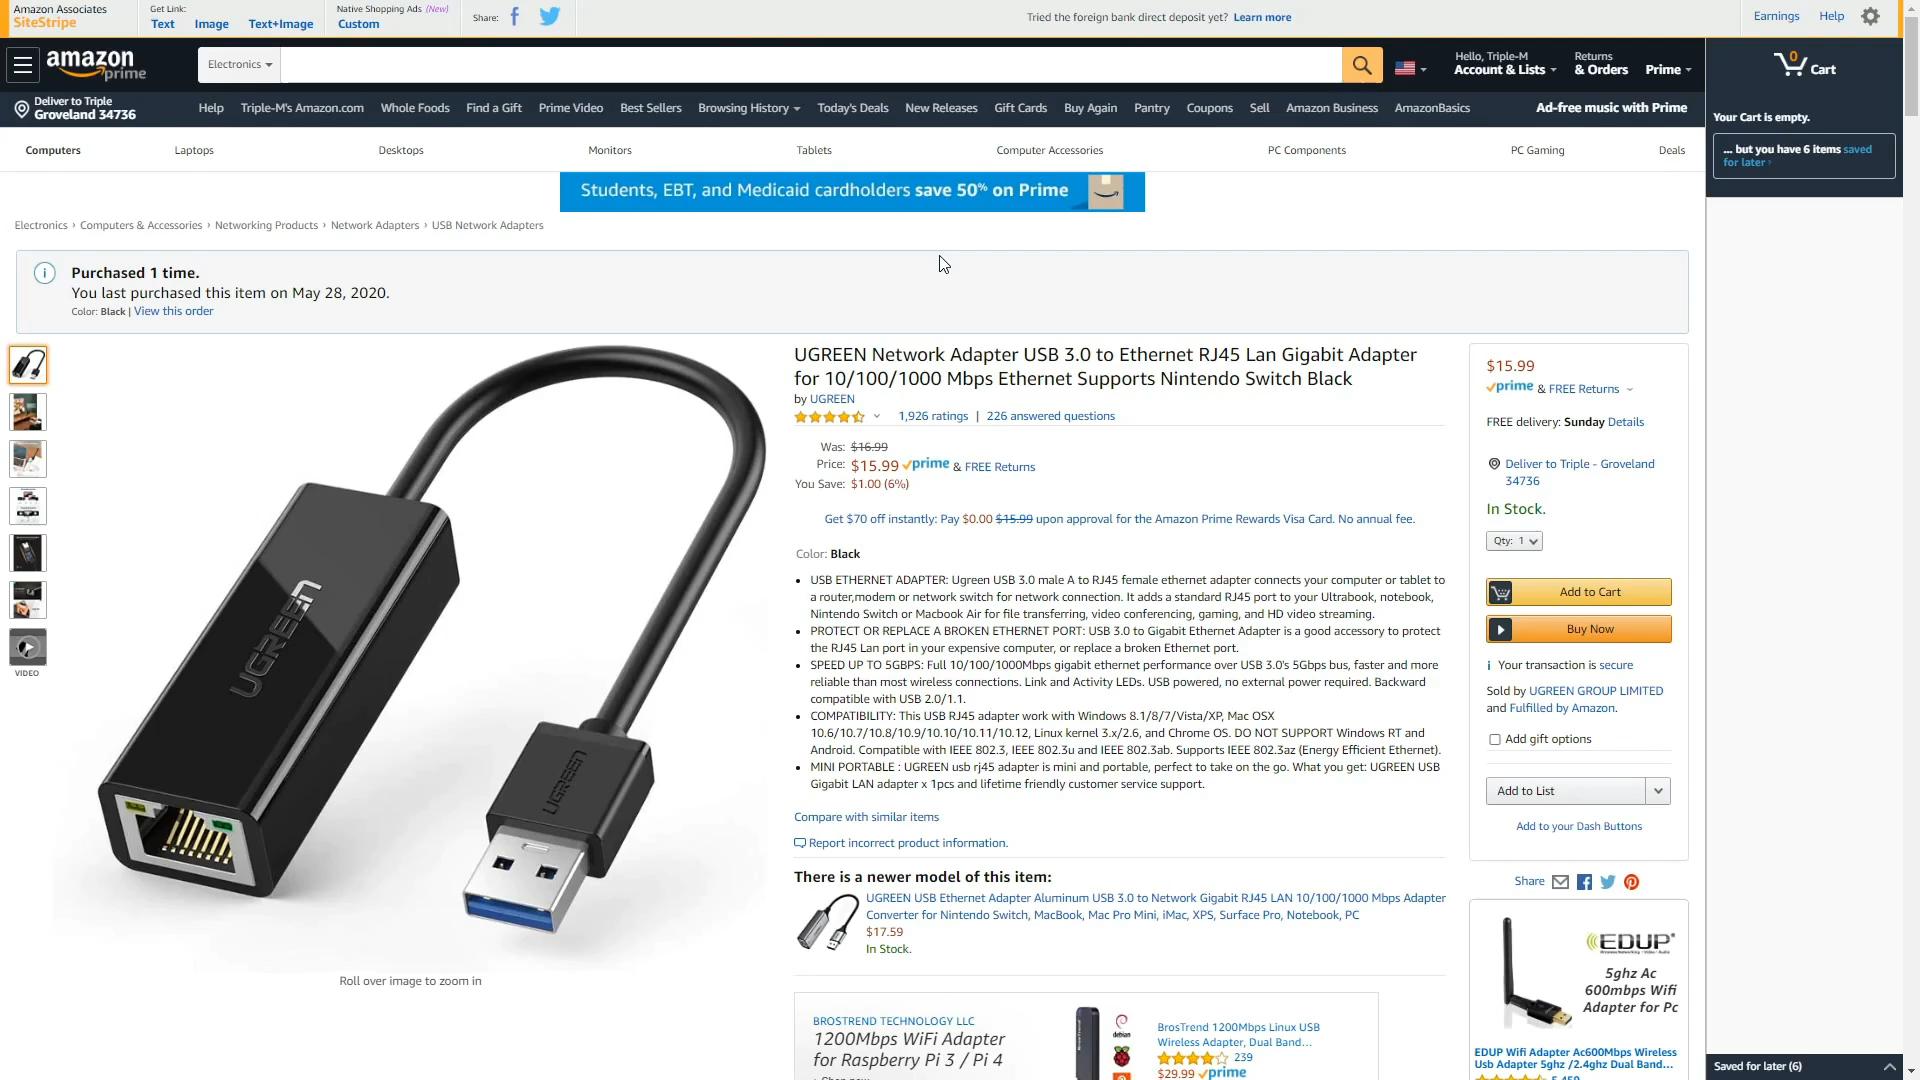 Amazon Associates
SiteStripe
Get Link:
Text Image Text+Image
Native Shopping Ads (New)
Custom
Share:
Tried the foreign bank direct deposit yet? Learn more
Earnings Help
amazon
prime
Electronics
Hello, Triple-M
Account & Lists
Returns
& Orders
Prime
0
Cart
Deliver to Triple
Groveland 34736
Help Triple-M's Amazon.com Whole Foods Find a Gift Prime Video Best Sellers Browsing History Today's Deals New Releases Gift Cards Buy Again Pantry Coupons Sell Amazon Business AmazonBasics
Ad-free music with Prime
Your Cart is empty.
... but you have 6 items saved
for later ›
Computers Laptops Desktops Monitors Tablets Computer Accessories PC Components PC Gaming Deals
Students, EBT, and Medicaid cardholders save 50% on Prime
Electronics › Computers & Accessories › Networking Products › Network Adapters › USB Network Adapters
Purchased 1 time.
You last purchased this item on May 28, 2020.
Color: Black | View this order
VIDEO
UGREEN
UGREEN
Roll over image to zoom in
UGREEN Network Adapter USB 3.0 to Ethernet RJ45 Lan Gigabit Adapter
for 10/100/1000 Mbps Ethernet Supports Nintendo Switch Black
by UGREEN
1,926 ratings | 226 answered questions
Was: $16.99
Price: $15.99 prime & FREE Returns
You Save: $1.00 (6%)
Get $70 off instantly: Pay $0.00 $15.99 upon approval for the Amazon Prime Rewards Visa Card. No annual fee.
Color: Black
• USB ETHERNET ADAPTER: Ugreen USB 3.0 male A to RJ45 female ethernet adapter connects your computer or tablet to
a router,modem or network switch for network connection. It adds a standard RJ45 port to your Ultrabook, notebook,
Nintendo Switch or Macbook Air for file transferring, video conferencing, gaming, and HD video streaming.
• PROTECT OR REPLACE A BROKEN ETHERNET PORT: USB 3.0 to Gigabit Ethernet Adapter is a good accessory to protect
the RJ45 Lan port in your expensive computer, or replace a broken Ethernet port.
• SPEED UP TO 5GBPS: Full 10/100/1000Mbps gigabit ethernet performance over USB 3.0's 5Gbps bus, faster and more
reliable than most wireless connections. Link and Activity LEDs. USB powered, no external power required. Backward
compatible with USB 2.0/1.1.
• COMPATIBILITY: This USB RJ45 adapter work with Windows 8.1/8/7/Vista/XP, Mac OSX
10.6/10.7/10.8/10.9/10.10/10.11/10.12, Linux kernel 3.x/2.6, and Chrome OS. DO NOT SUPPORT Windows RT and
Android. Compatible with IEEE 802.3, IEEE 802.3u and IEEE 802.3ab. Supports IEEE 802.3az (Energy Efficient Ethernet).
• MINI PORTABLE : UGREEN usb rj45 adapter is mini and portable, perfect to take on the go. What you get: UGREEN USB
Gigabit LAN adapter x 1pcs and lifetime friendly customer service support.
Compare with similar items
Report incorrect product information.
There is a newer model of this item:
UGREEN USB Ethernet Adapter Aluminum USB 3.0 to Network Gigabit RJ45 LAN 10/100/1000 Mbps Adapter
Converter for Nintendo Switch, MacBook, Mac Pro Mini, iMac, XPS, Surface Pro, Notebook, PC
$17.59
In Stock.
BROSTREND TECHNOLOGY LLC
1200Mbps WiFi Adapter
for Raspberry Pi 3 / Pi 4
debian
BrosTrend 1200Mbps Linux USB
Wireless Adapter, Dual Band...
239
$29.99 prime
$15.99
prime & FREE Returns
FREE delivery: Sunday Details
Deliver to Triple - Groveland
34736
In Stock.
Qty: 1
Add to Cart
Buy Now
Your transaction is secure
Sold by UGREEN GROUP LIMITED
and Fulfilled by Amazon.
Add gift options
Add to List
Add to your Dash Buttons
Share
EDUP
5ghz Ac
600mbps Wifi
Adapter for Pc
EDUP Wifi Adapter Ac600Mbps Wireless
Usb Adapter 5ghz /2.4ghz Dual Band...
Saved for later (6)